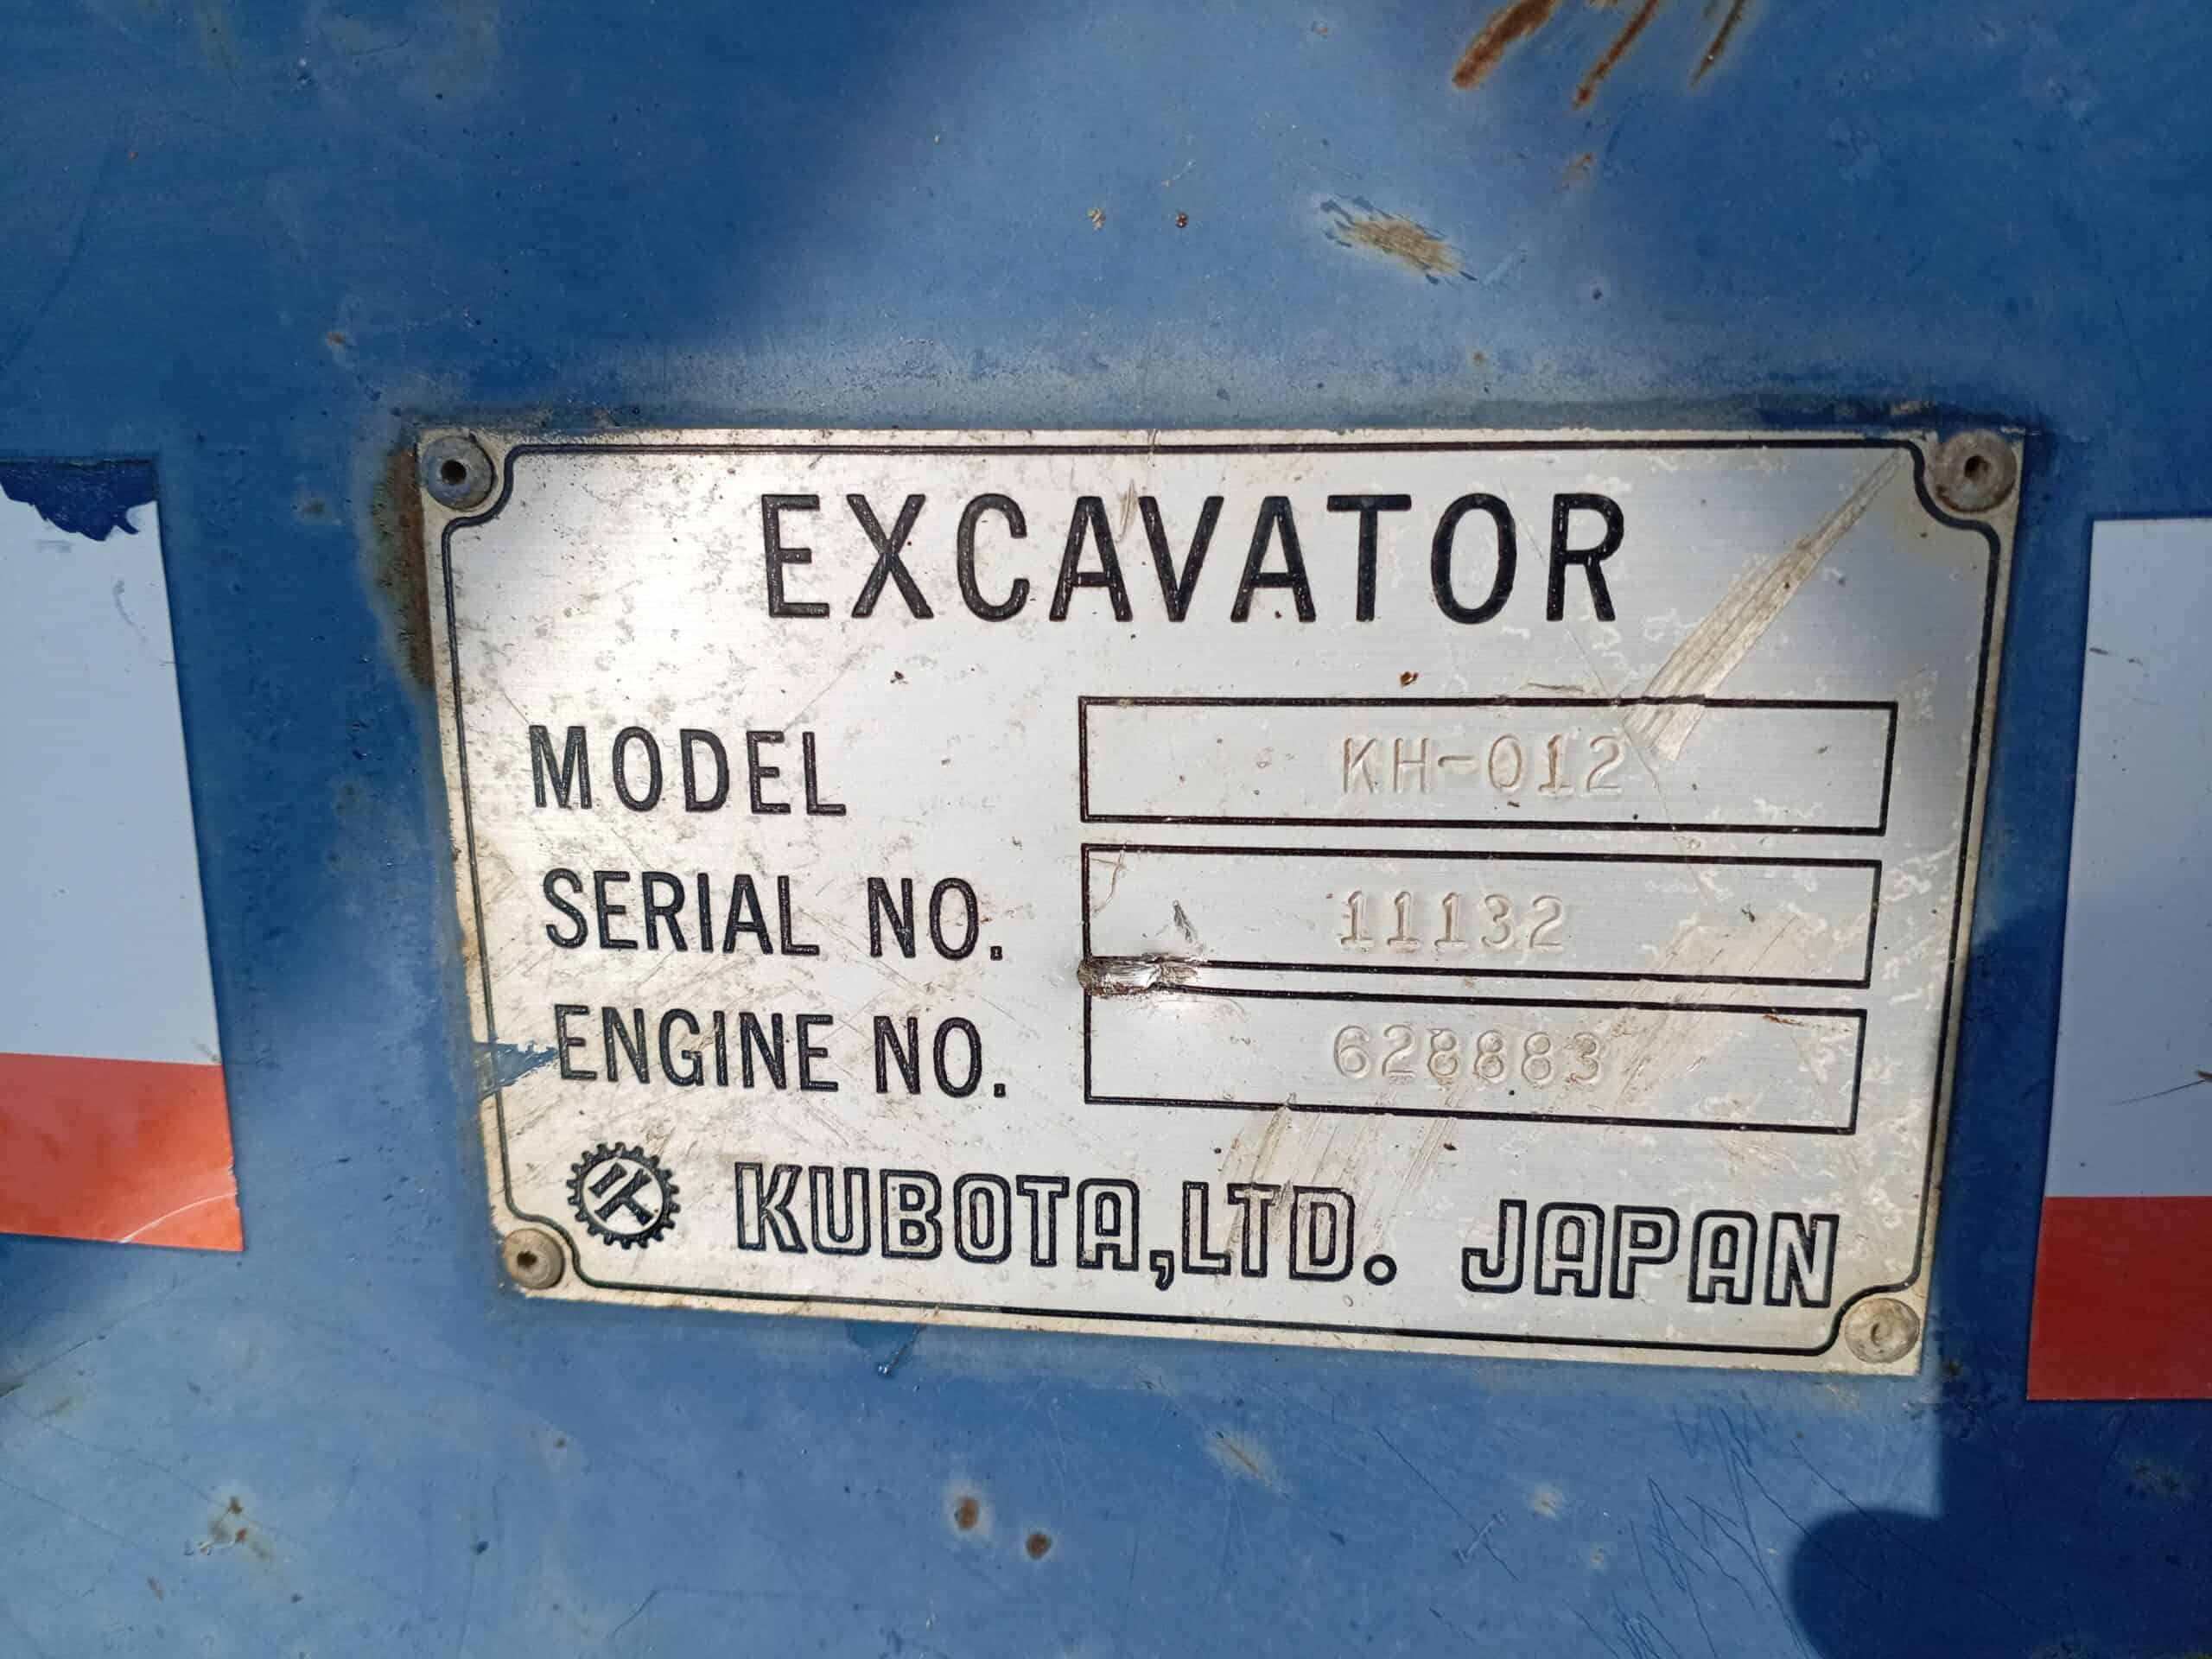 EXCAVATOR
MODEL KH-012
SERIAL NO. 11132
ENGINE NO. 628883
KUBOTA,LTD. JAPAN